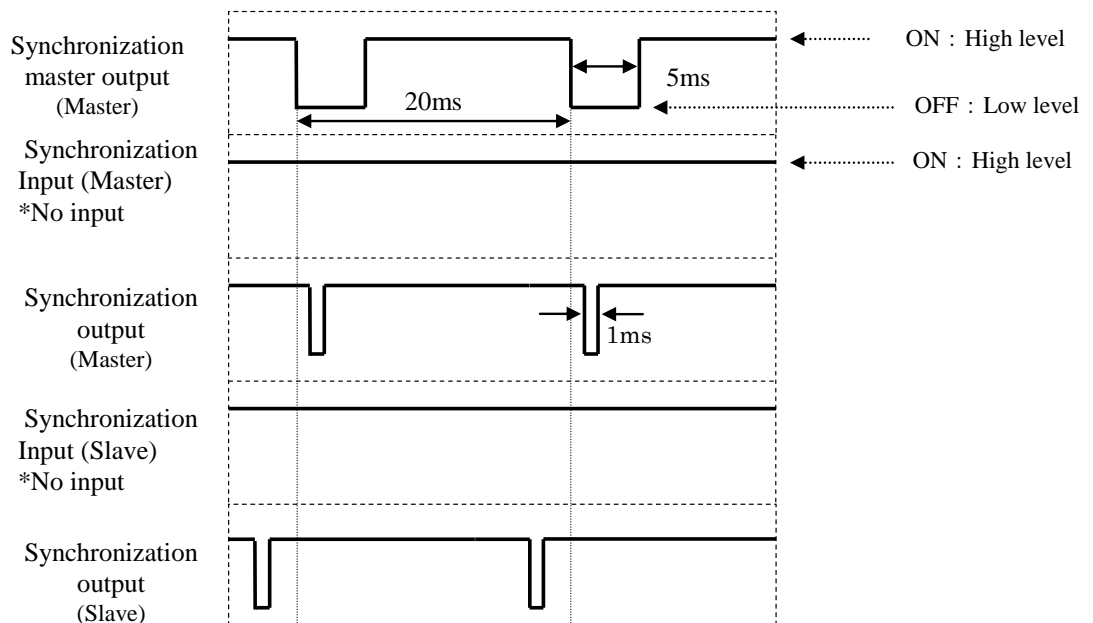 Synchronization
master output
(Master)
ON : High level
5ms
20ms
OFF : Low level
Synchronization
Input (Master)
*No input
ON : High level
Synchronization
output
(Master)
1ms
Synchronization
Input (Slave)
*No input
Synchronization
output
(Slave)